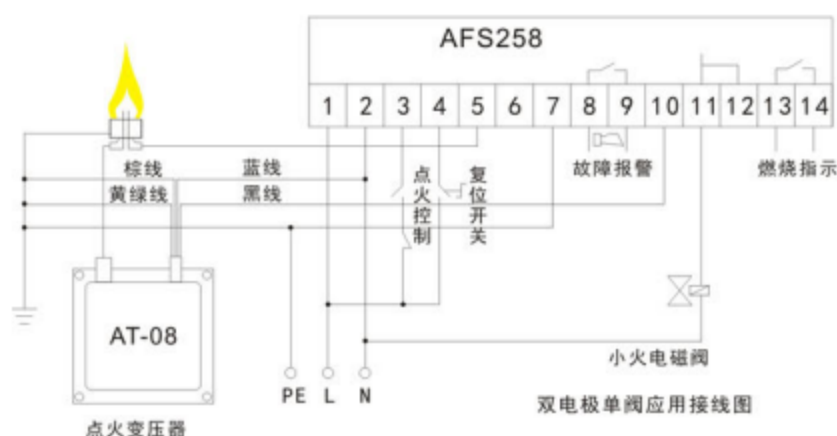 AFS258
1 2 3 4 5 6 7 8 9 10 11 12 13 14
棕线 蓝线
黄绿线 黑线
点火控制
复位开关
故障报警
燃烧指示
AT-08
点火变压器
PE L N
小火电磁阀
双电极单阀应用接线图